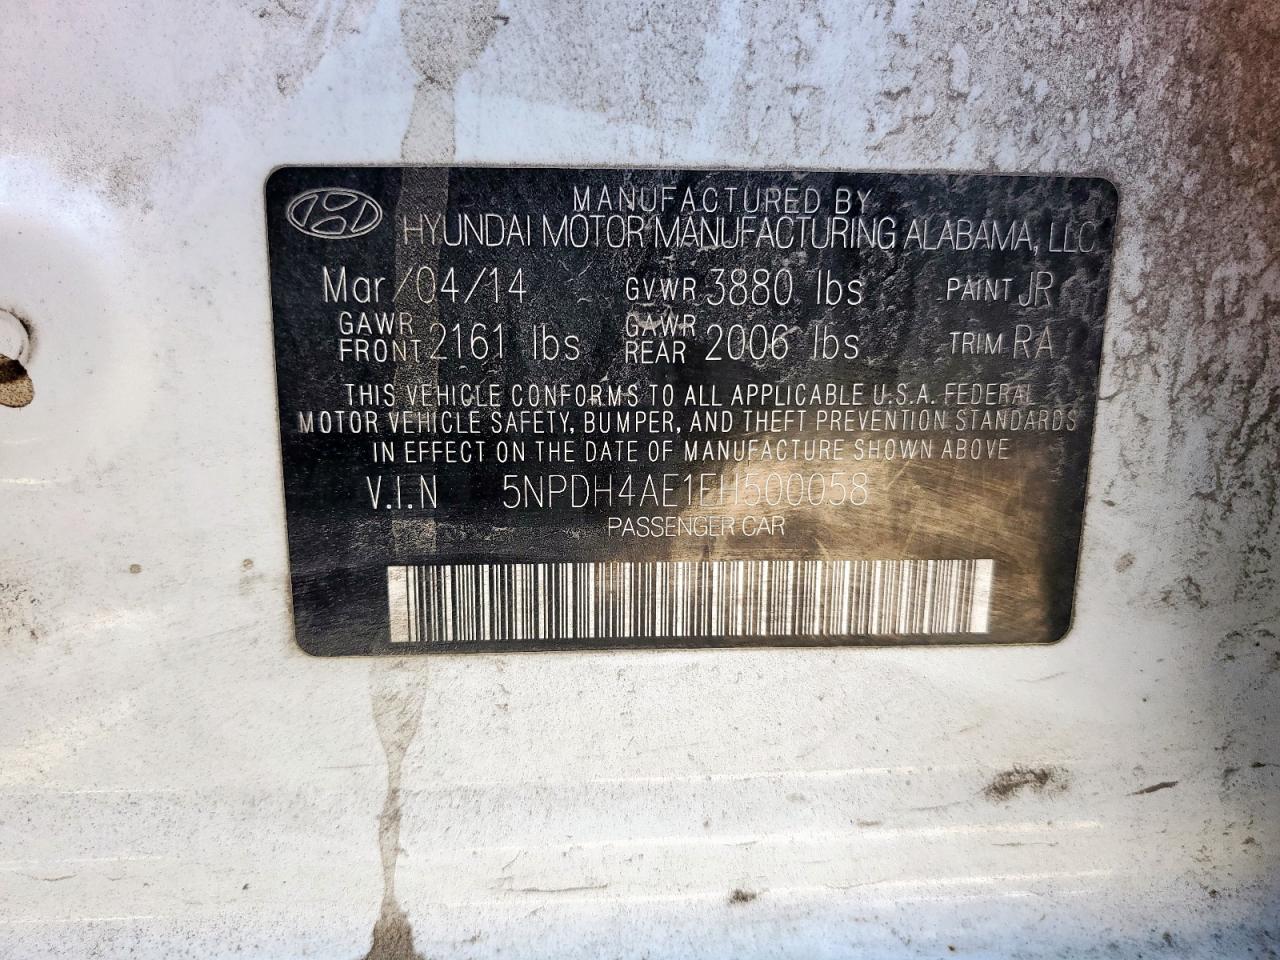 MANUFACTURED BY
HYUNDAI MOTOR MANUFACTURING ALABAMA, LLC
Mar /04/14 GVWR 3880 lbs PAINT JR
GAWR FRONT 2161 lbs GAWR REAR 2006 lbs TRIM RA
THIS VEHICLE CONFORMS TO ALL APPLICABLE U.S.A. FEDERAL
MOTOR VEHICLE SAFETY, BUMPER, AND THEFT PREVENTION STANDARDS
IN EFFECT ON THE DATE OF MANUFACTURE SHOWN ABOVE
V.I.N 5NPDH4AE1EH500058
PASSENGER CAR